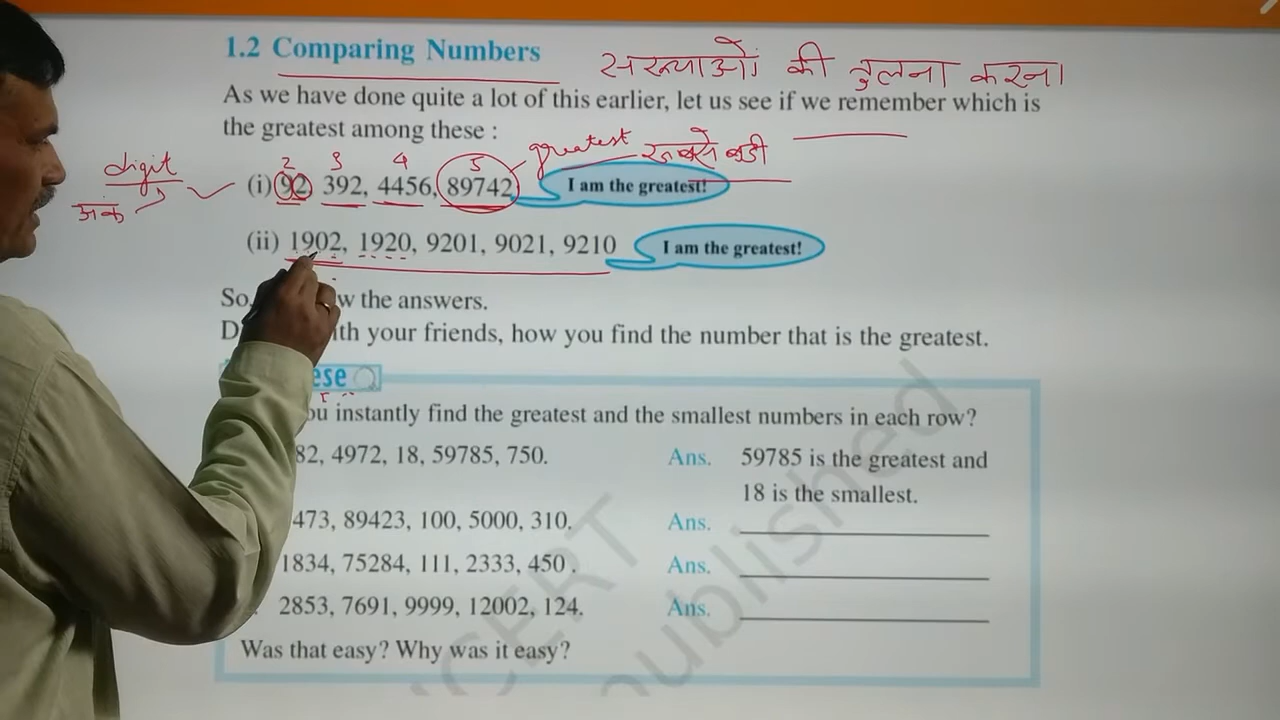 1.2 Comparing Numbers संख्याओं की तुलना करना।
As we have done quite a lot of this earlier, let us see if we remember which is
the greatest among these :
greatest सबसे बडी
digit 2 3 4 5
(i) 92 392, 4456, 89742 I am the greatest!
अंक
(ii) 1902, 1920, 9201, 9021, 9210 I am the greatest!
So, w the answers.
D th your friends, how you find the number that is the greatest.
ese
ou instantly find the greatest and the smallest numbers in each row?
82, 4972, 18, 59785, 750. Ans. 59785 is the greatest and
18 is the smallest.
473, 89423, 100, 5000, 310. Ans.
1834, 75284, 111, 2333, 450 . Ans.
2853, 7691, 9999, 12002, 124. Ans.
Was that easy? Why was it easy?
NCERT
published